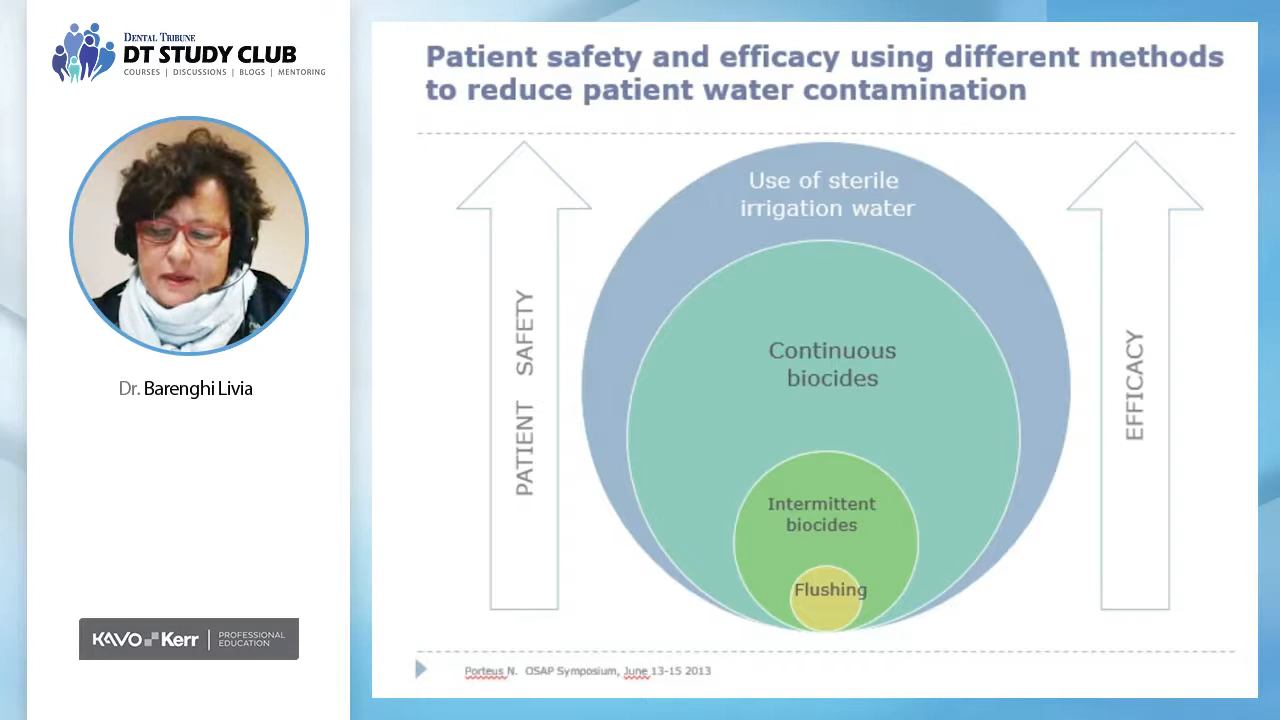 DENTAL TRIBUNE
DT STUDY CLUB
COURSES | DISCUSSIONS | BLOGS | MENTORING
Dr. Barenghi Livia
KAVO Kerr | PROFESSIONAL
EDUCATION
Patient safety and efficacy using different methods
to reduce patient water contamination
PATIENT SAFETY
Use of sterile
irrigation water
Continuous
biocides
Intermittent
biocides
Flushing
EFFICACY
Porteus N. OSAP Symposium, June 13-15 2013